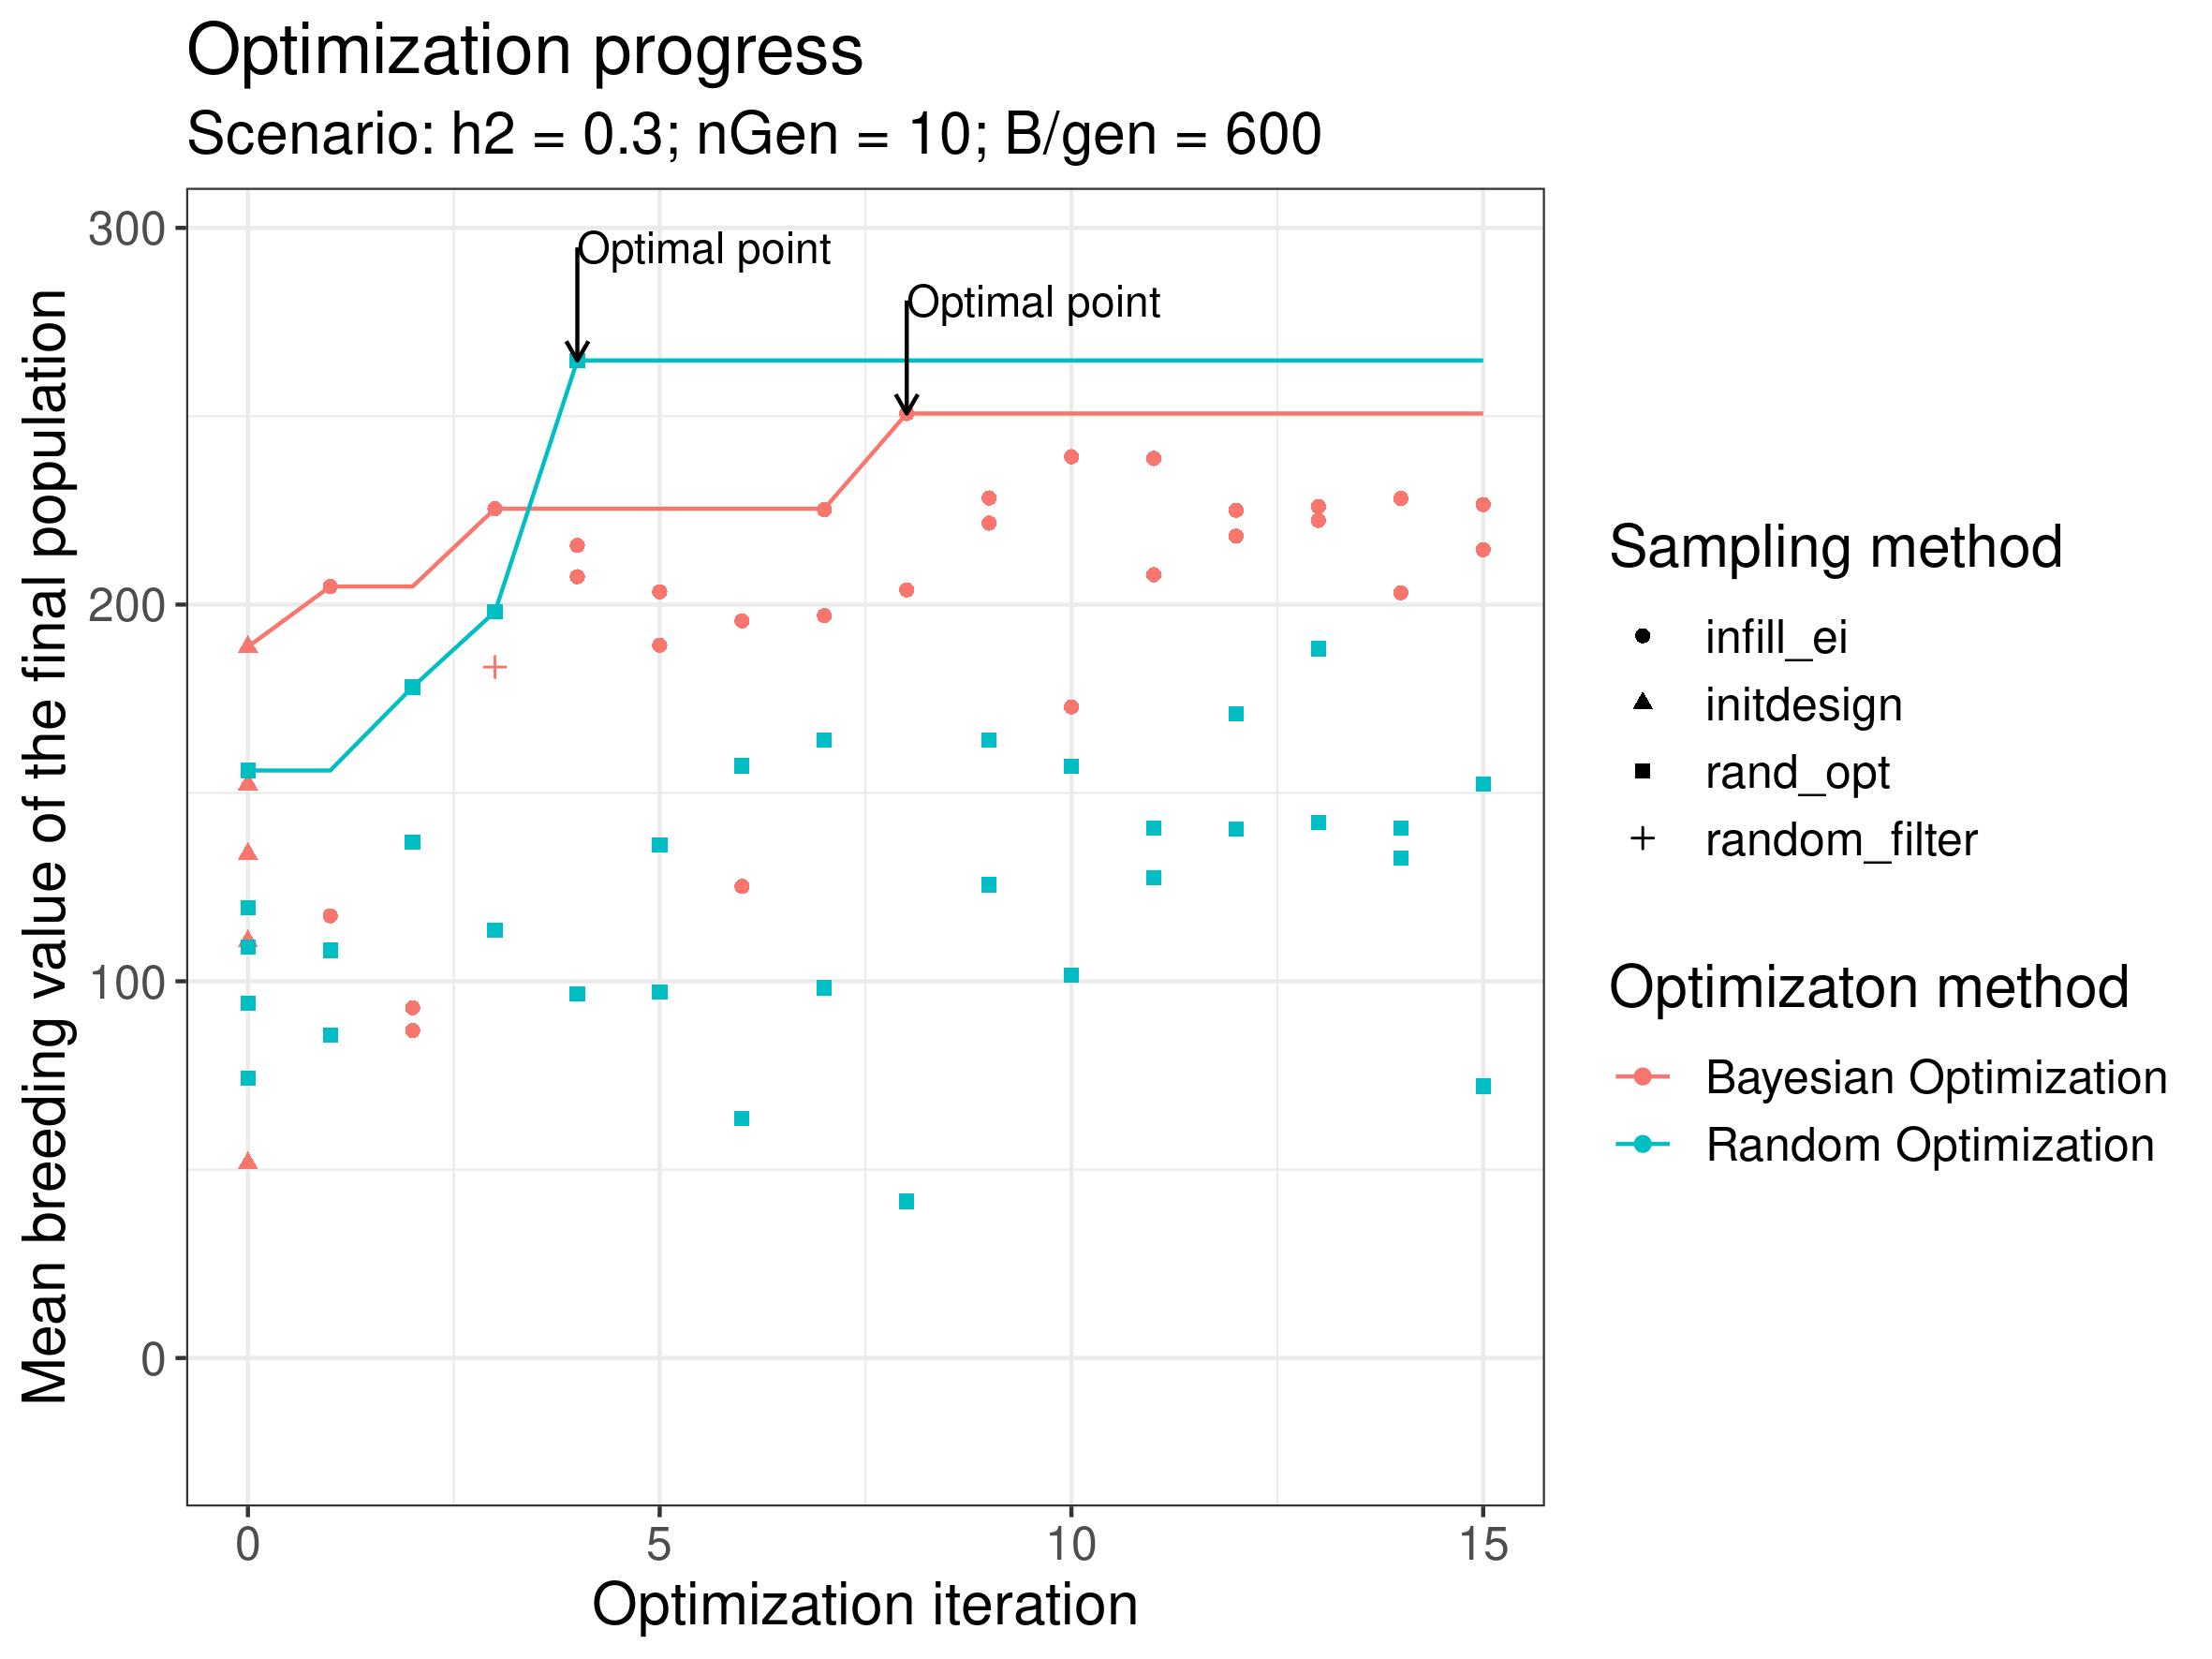 Optimization progress
Scenario: h2 = 0.3; nGen = 10; B/gen = 600
Mean breeding value of the final population
300
200
100
0
Optimal point
Optimal point
0
5
10
15
Optimization iteration
Sampling method
infill_ei
initdesign
rand_opt
random_filter
Optimizaton method
Bayesian Optimization
Random Optimization